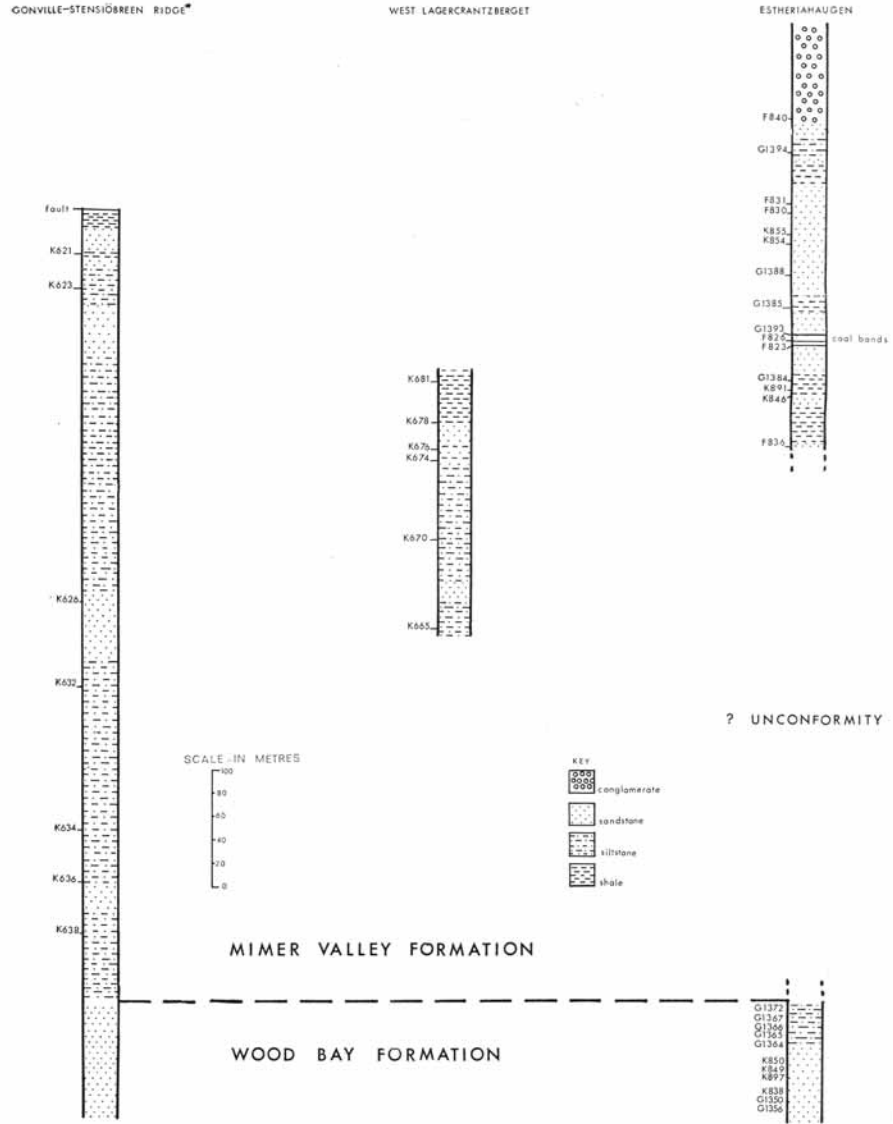 GONVILLE–STENSIÖBREEN RIDGE*
WEST LAGERCRANTZBERGET
ESTHERIAHAUGEN
fault
K621
K623
K626
K632
K634
K636
K638
K681
K678
K676
K674
K670
K665
F840
G1394
F831
F830
K855
K854
G1388
G1385
G1393
F826
F823
coal bands
G1384
K891
K846
F836
? UNCONFORMITY
SCALE–IN METRES
100
80
60
40
20
0
KEY
conglomerate
sandstone
siltstone
shale
MIMER VALLEY FORMATION
WOOD BAY FORMATION
G1372
G1367
G1366
G1365
G1364
K850
K849
K897
K838
G1350
G1356